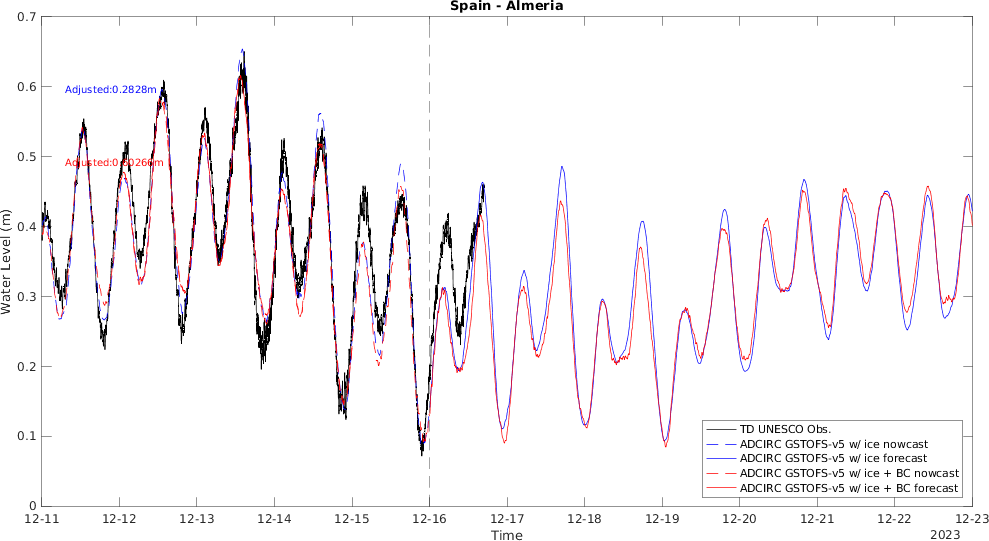 Spain - Almeria
0.7
0.6
0.5
0.4
0.3
0.2
0.1
0
Water Level (m)
Adjusted:0.2828m
Adjusted:0.30266m
TD UNESCO Obs.
ADCIRC GSTOFS-v5 w/ ice nowcast
ADCIRC GSTOFS-v5 w/ ice forecast
ADCIRC GSTOFS-v5 w/ ice + BC nowcast
ADCIRC GSTOFS-v5 w/ ice + BC forecast
12-11 12-12 12-13 12-14 12-15 12-16 12-17 12-18 12-19 12-20 12-21 12-22 12-23
Time
2023